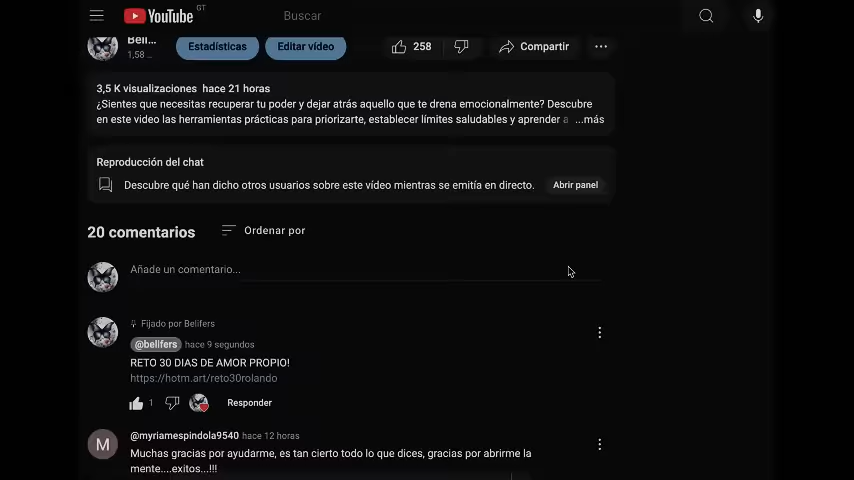 YouTube GT
Buscar
Beli...
1,58 ...
Estadísticas
Editar vídeo
258
Compartir
3,5 K visualizaciones hace 21 horas
¿Sientes que necesitas recuperar tu poder y dejar atrás aquello que te drena emocionalmente? Descubre
en este video las herramientas prácticas para priorizarte, establecer límites saludables y aprender a ...más
Reproducción del chat
Descubre qué han dicho otros usuarios sobre este vídeo mientras se emitía en directo.
Abrir panel
20 comentarios
Ordenar por
Añade un comentario...
Fijado por Belifers
@belifers hace 9 segundos
RETO 30 DIAS DE AMOR PROPIO!
https://hotm.art/reto30rolando
1
Responder
M
@myriamespindola9540 hace 12 horas
Muchas gracias por ayudarme, es tan cierto todo lo que dices, gracias por abrirme la
mente....exitos...!!!